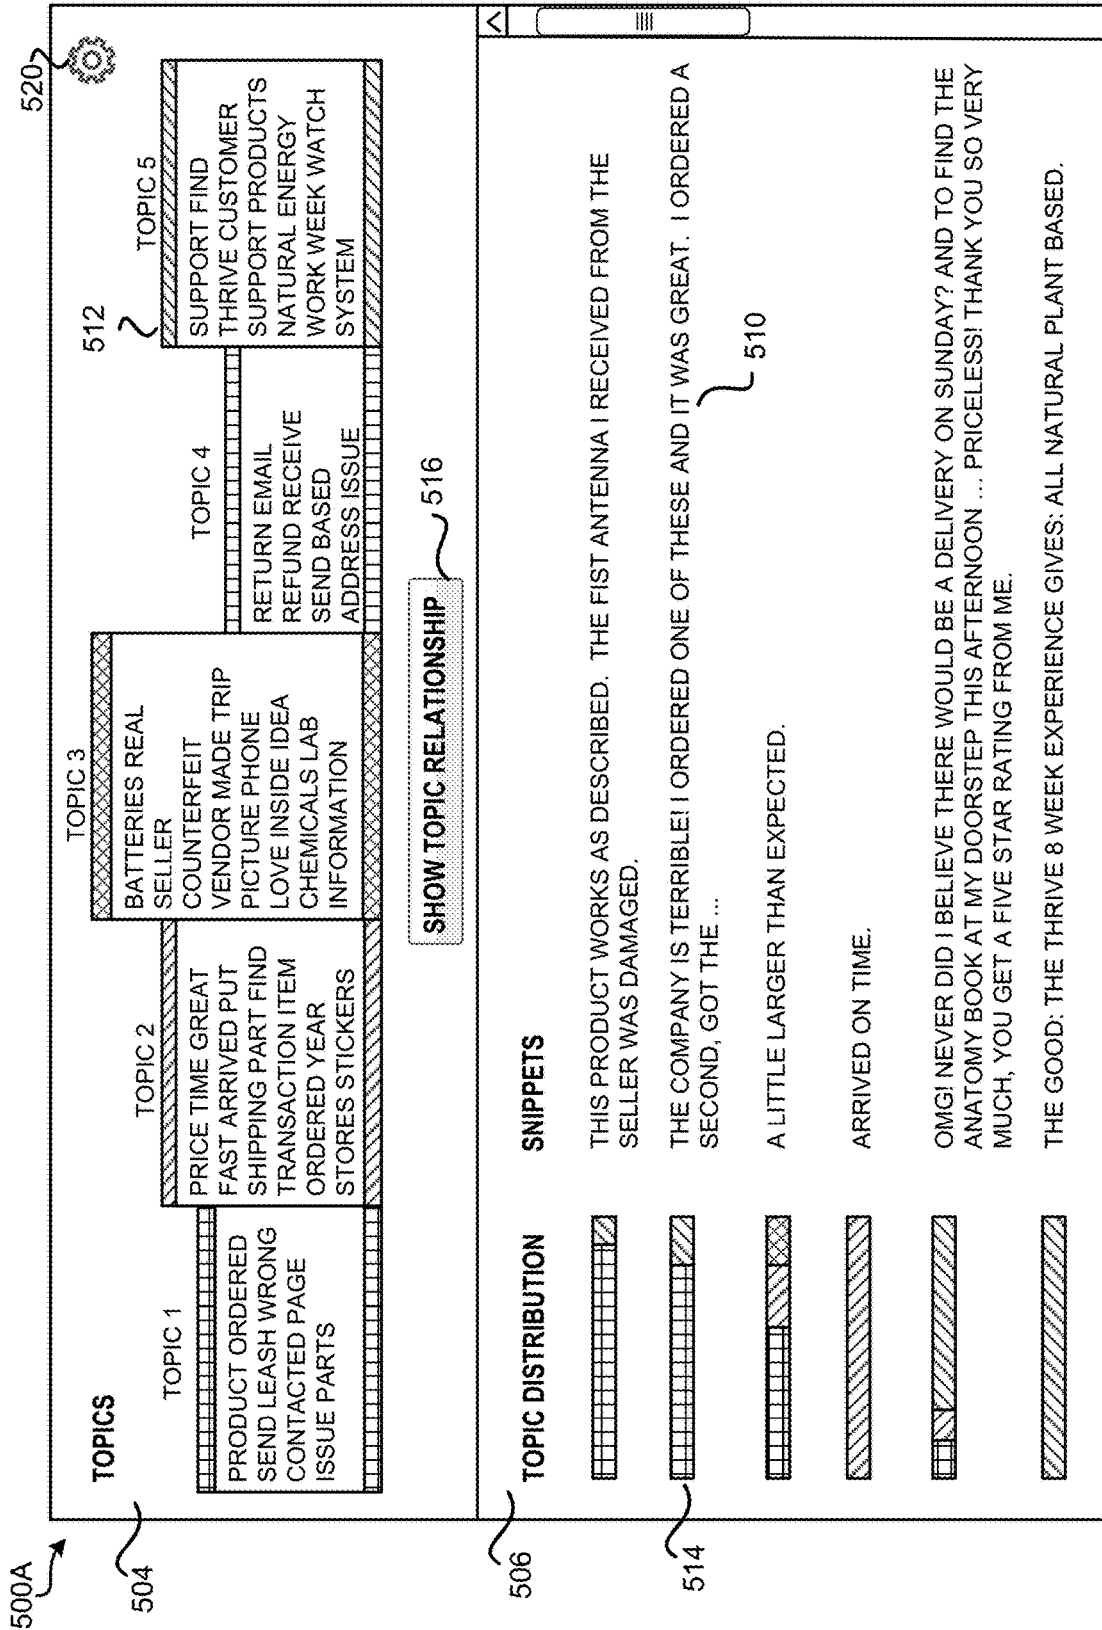 500A
504
TOPICS
520
TOPIC 1
PRODUCT ORDERED
SEND LEASH WRONG
CONTACTED PAGE
ISSUE PARTS
TOPIC 2
PRICE TIME GREAT
FAST ARRIVED PUT
SHIPPING PART FIND
TRANSACTION ITEM
ORDERED YEAR
STORES STICKERS
TOPIC 3
BATTERIES REAL
SELLER
COUNTERFEIT
VENDOR MADE TRIP
PICTURE PHONE
LOVE INSIDE IDEA
CHEMICALS LAB
INFORMATION
TOPIC 4
RETURN EMAIL
REFUND RECEIVE
SEND BASED
ADDRESS ISSUE
512
TOPIC 5
SUPPORT FIND
THRIVE CUSTOMER
SUPPORT PRODUCTS
NATURAL ENERGY
WORK WEEK WATCH
SYSTEM
SHOW TOPIC RELATIONSHIP
516
506
TOPIC DISTRIBUTION
SNIPPETS
THIS PRODUCT WORKS AS DESCRIBED. THE FIST ANTENNA I RECEIVED FROM THE
SELLER WAS DAMAGED.
514
THE COMPANY IS TERRIBLE! I ORDERED ONE OF THESE AND IT WAS GREAT. I ORDERED A
SECOND, GOT THE ...
510
A LITTLE LARGER THAN EXPECTED.
ARRIVED ON TIME.
OMG! NEVER DID I BELIEVE THERE WOULD BE A DELIVERY ON SUNDAY? AND TO FIND THE
ANATOMY BOOK AT MY DOORSTEP THIS AFTERNOON ... PRICELESS! THANK YOU SO VERY
MUCH, YOU GET A FIVE STAR RATING FROM ME.
THE GOOD: THE THRIVE 8 WEEK EXPERIENCE GIVES: ALL NATURAL PLANT BASED.